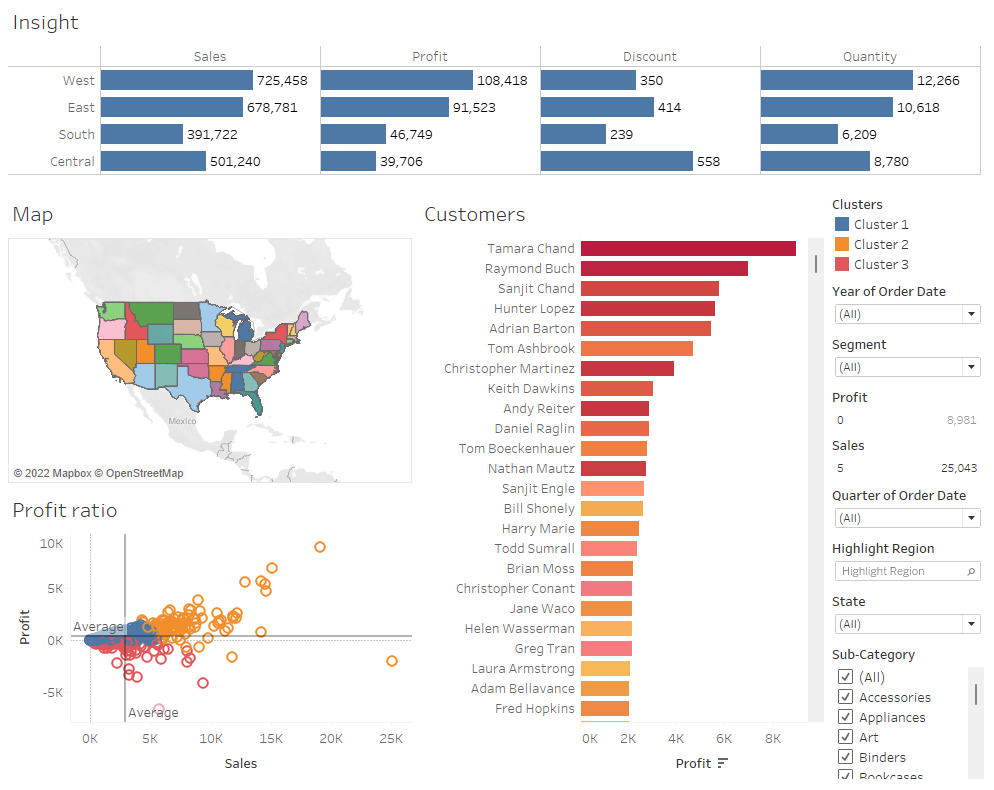 Insight
Sales Profit Discount Quantity
West 725,458 108,418 350 12,266
East 678,781 91,523 414 10,618
South 391,722 46,749 239 6,209
Central 501,240 39,706 558 8,780
Map
Mexico
© 2022 Mapbox © OpenStreetMap
Profit ratio
10K
5K
0K
-5K
Profit
Average
Average
0K 5K 10K 15K 20K 25K
Sales
Customers
Tamara Chand
Raymond Buch
Sanjit Chand
Hunter Lopez
Adrian Barton
Tom Ashbrook
Christopher Martinez
Keith Dawkins
Andy Reiter
Daniel Raglin
Tom Boeckenhauer
Nathan Mautz
Sanjit Engle
Bill Shonely
Harry Marie
Todd Sumrall
Brian Moss
Christopher Conant
Jane Waco
Helen Wasserman
Greg Tran
Laura Armstrong
Adam Bellavance
Fred Hopkins
0K 2K 4K 6K 8K
Profit
Clusters
Cluster 1
Cluster 2
Cluster 3
Year of Order Date
(All)
Segment
(All)
Profit
0 8,981
Sales
5 25,043
Quarter of Order Date
(All)
Highlight Region
Highlight Region
State
(All)
Sub-Category
(All)
Accessories
Appliances
Art
Binders
Bookcases